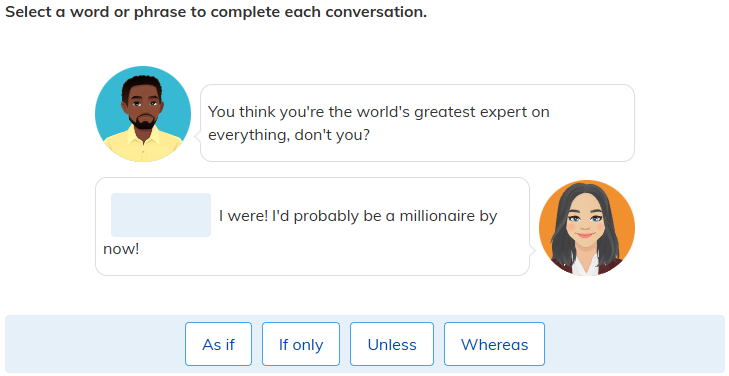 Select a word or phrase to complete each conversation.
You think you're the world's greatest expert on
everything, don't you?
I were! I'd probably be a millionaire by
now!
As if
If only
Unless
Whereas